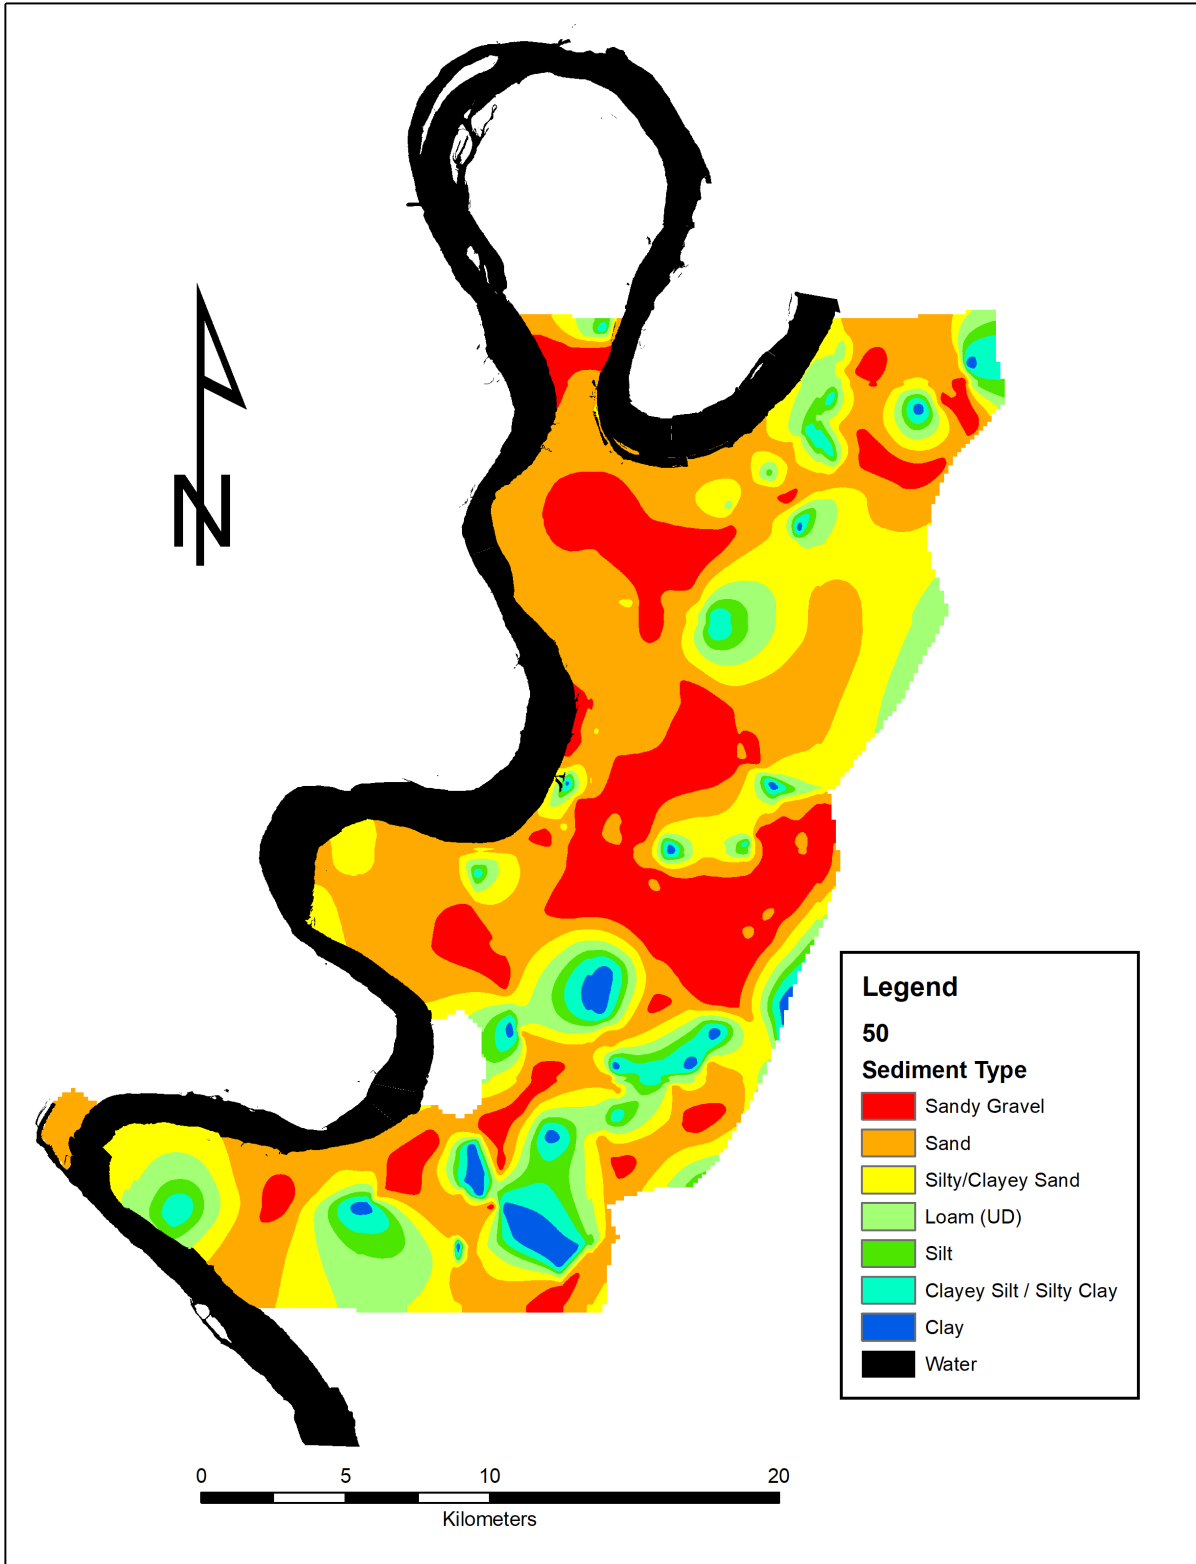 N
Legend
50
Sediment Type
Sandy Gravel
Sand
Silty/Clayey Sand
Loam (UD)
Silt
Clayey Silt / Silty Clay
Clay
Water
0 5 10 20
Kilometers